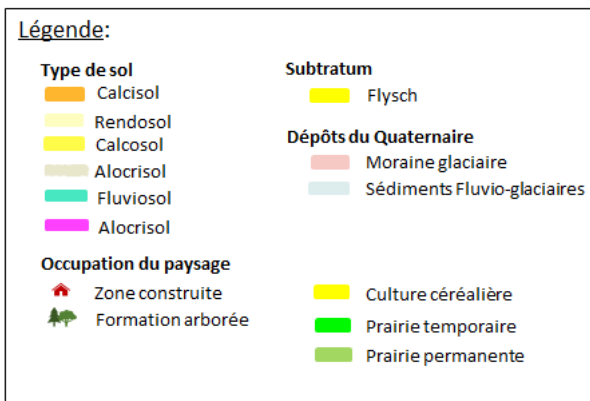 Légende:
Type de sol
Calcisol
Rendosol
Calcosol
Alocrisol
Fluviosol
Alocrisol
Subtratum
Flysch
Dépôts du Quaternaire
Moraine glaciaire
Sédiments Fluvio-glaciaires
Occupation du paysage
Zone construite
Formation arborée
Culture céréalière
Prairie temporaire
Prairie permanente